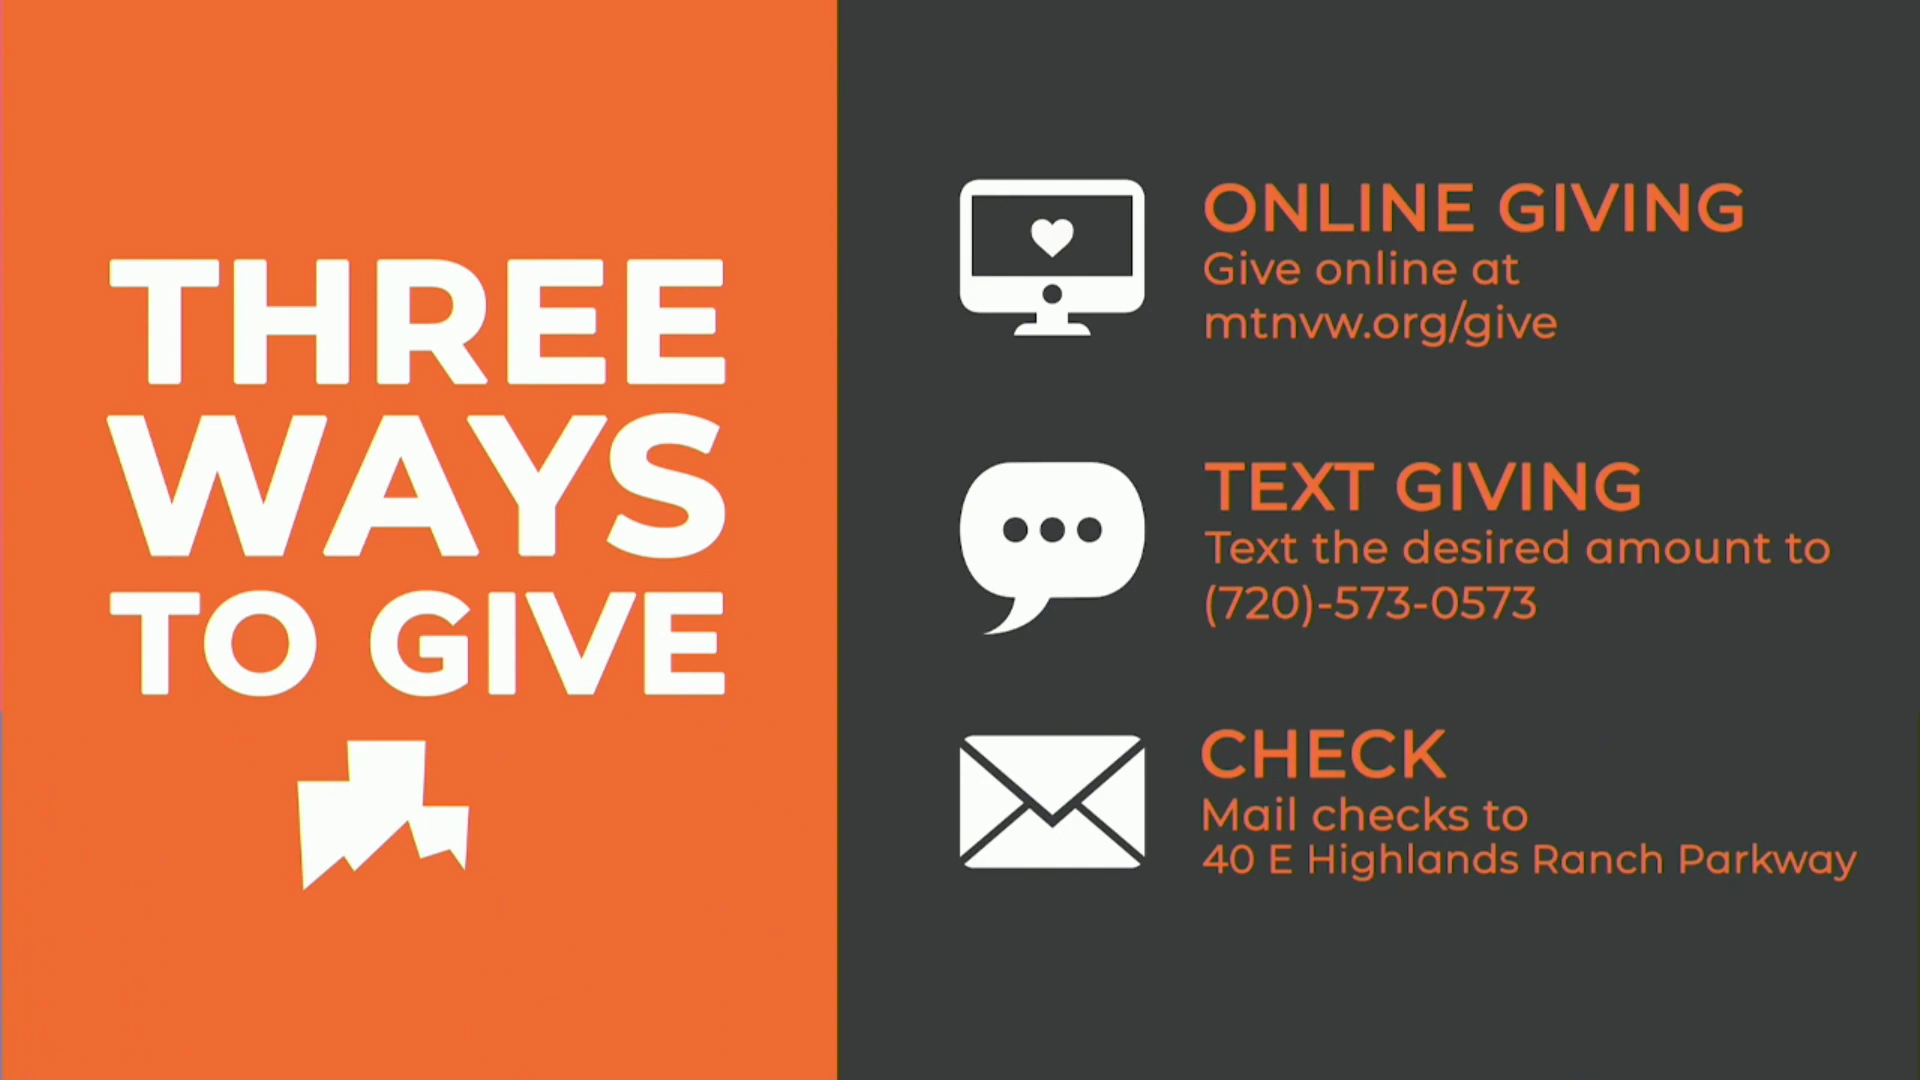 THREE
WAYS
TO GIVE
ONLINE GIVING
Give online at
mtnvw.org/give
TEXT GIVING
Text the desired amount to
(720)-573-0573
CHECK
Mail checks to
40 E Highlands Ranch Parkway